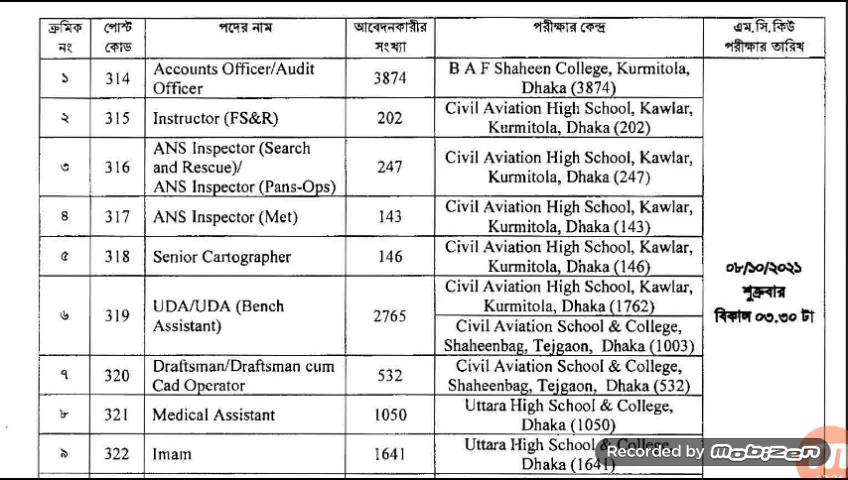 ক্রমিক নং
পোস্ট কোড
পদের নাম
আবেদনকারীর সংখ্যা
পরীক্ষার কেন্দ্র
এম.সি.কিউ পরীক্ষার তারিখ
১ 314 Accounts Officer/Audit 3874 B A F Shaheen College, Kurmitola,
Officer Dhaka (3874)
২ 315 Instructor (FS&R) 202 Civil Aviation High School, Kawlar,
Kurmitola, Dhaka (202)
ANS Inspector (Search
৩ 316 and Rescue)/ 247 Civil Aviation High School, Kawlar,
ANS Inspector (Pans-Ops) Kurmitola, Dhaka (247)
৪ 317 ANS Inspector (Met) 143 Civil Aviation High School, Kawlar,
Kurmitola, Dhaka (143)
৫ 318 Senior Cartographer 146 Civil Aviation High School, Kawlar,
Kurmitola, Dhaka (146)
০৮/১০/২০২১
শুক্রবার
বিকাল ০৩.৩০ টা
৬ 319 UDA/UDA (Bench 2765 Civil Aviation High School, Kawlar,
Assistant) Kurmitola, Dhaka (1762)
Civil Aviation School & College,
Shaheenbag, Tejgaon, Dhaka (1003)
৭ 320 Draftsman/Draftsman cum 532 Civil Aviation School & College,
Cad Operator Shaheenbag, Tejgaon, Dhaka (532)
৮ 321 Medical Assistant 1050 Uttara High School & College,
Dhaka (1050)
৯ 322 Imam 1641 Uttara High School & College,
Dhaka (1641)
Recorded by mobizen